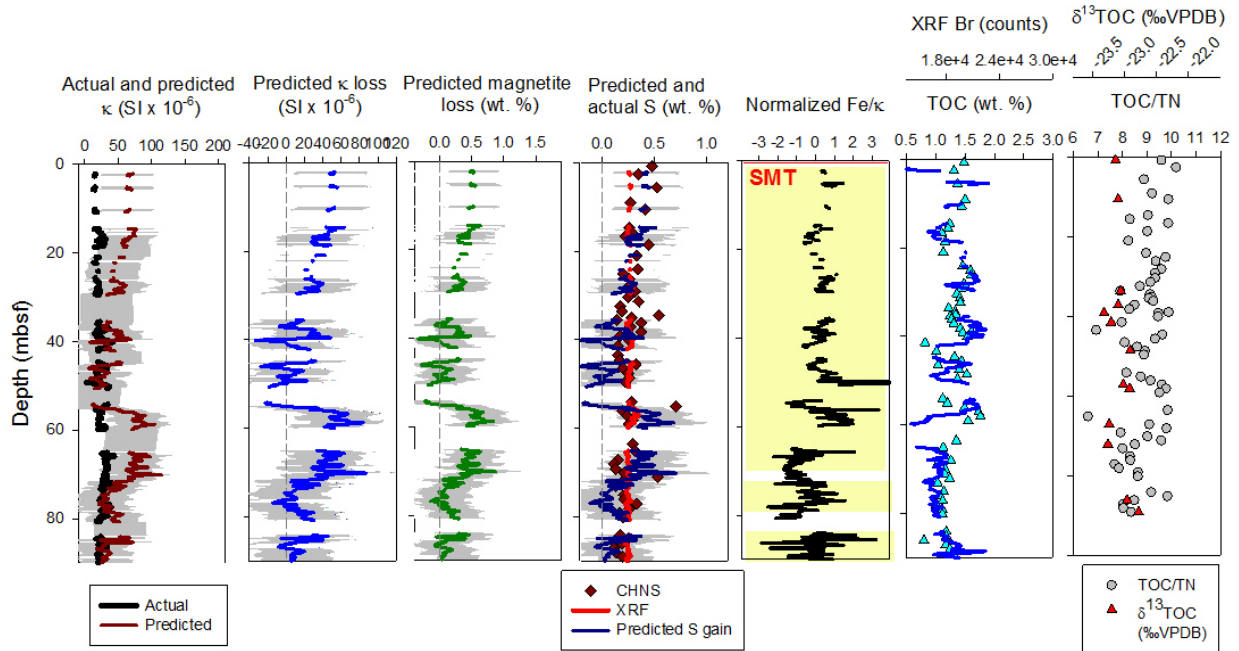 XRF Br (counts)
δ¹³TOC (‰VPDB)
1.8e+4 2.4e+4 3.0e+4
-23.5 -23.0 -22.5 -22.0
Actual and predicted
κ (SI x 10⁻⁶)
Predicted κ loss
(SI x 10⁻⁶)
Predicted magnetite
loss (wt. %)
Predicted and
actual S (wt. %)
Normalized Fe/κ
TOC (wt. %)
TOC/TN
0 50 100 150 200
-40-20 0 20 40 60 80 100 120
0.0 0.5 1.0 1.5
0.0 0.5 1.0
-3 -2 -1 0 1 2 3
0.5 1.0 1.5 2.0 2.5 3.0
6 7 8 9 10 11 12
Depth (mbsf)
0
20
40
60
80
SMT
Actual
Predicted
CHNS
XRF
Predicted S gain
TOC/TN
δ¹³TOC
(‰VPDB)